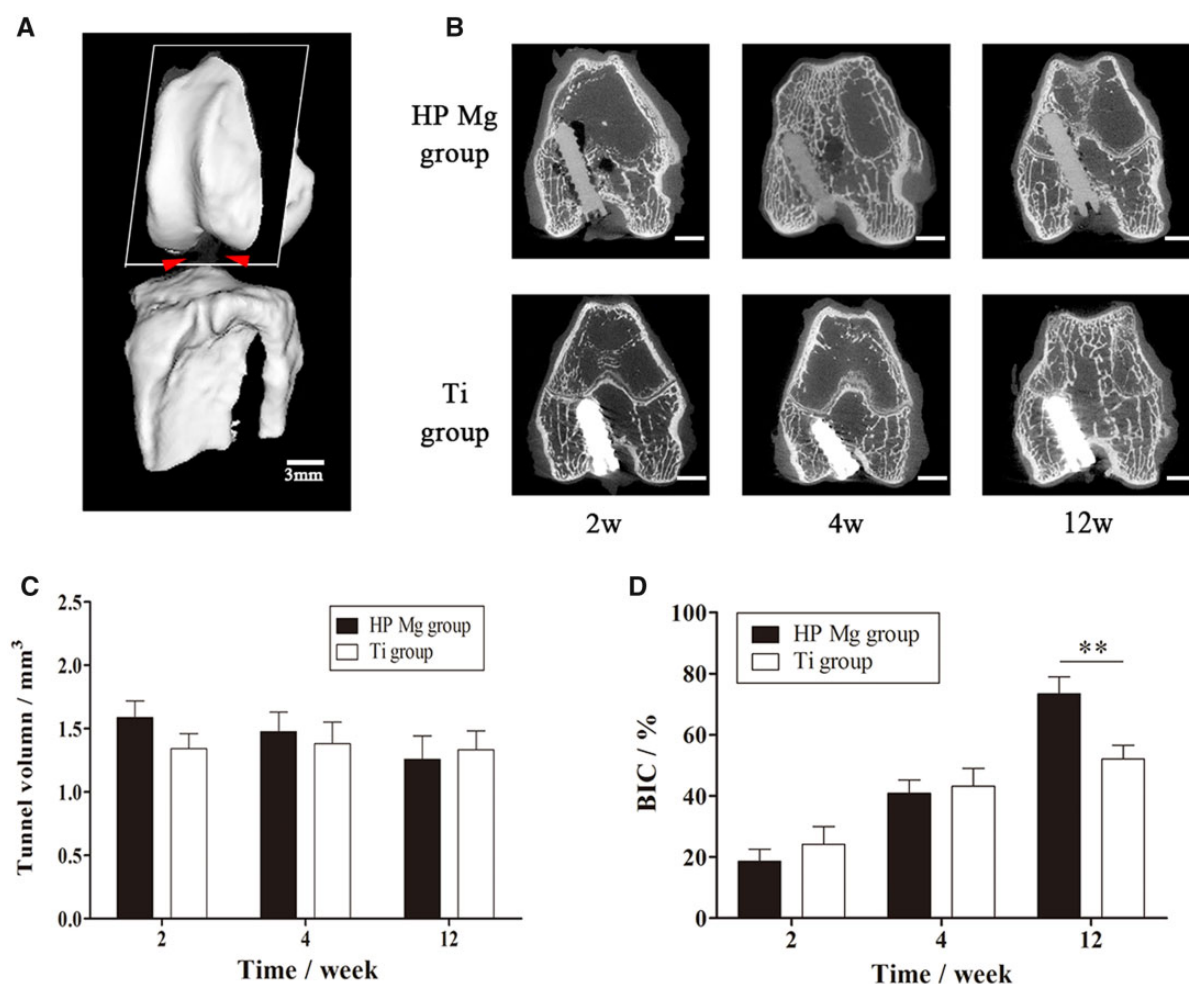 A
3mm
B
HP Mg
group
Ti
group
2w
4w
12w
C
Tunnel volumn / mm³
2.5
2.0
1.5
1.0
0.5
0.0
HP Mg group
Ti group
2
4
12
Time / week
D
BIC / %
100
80
60
40
20
0
HP Mg group
Ti group
**
2
4
12
Time / week